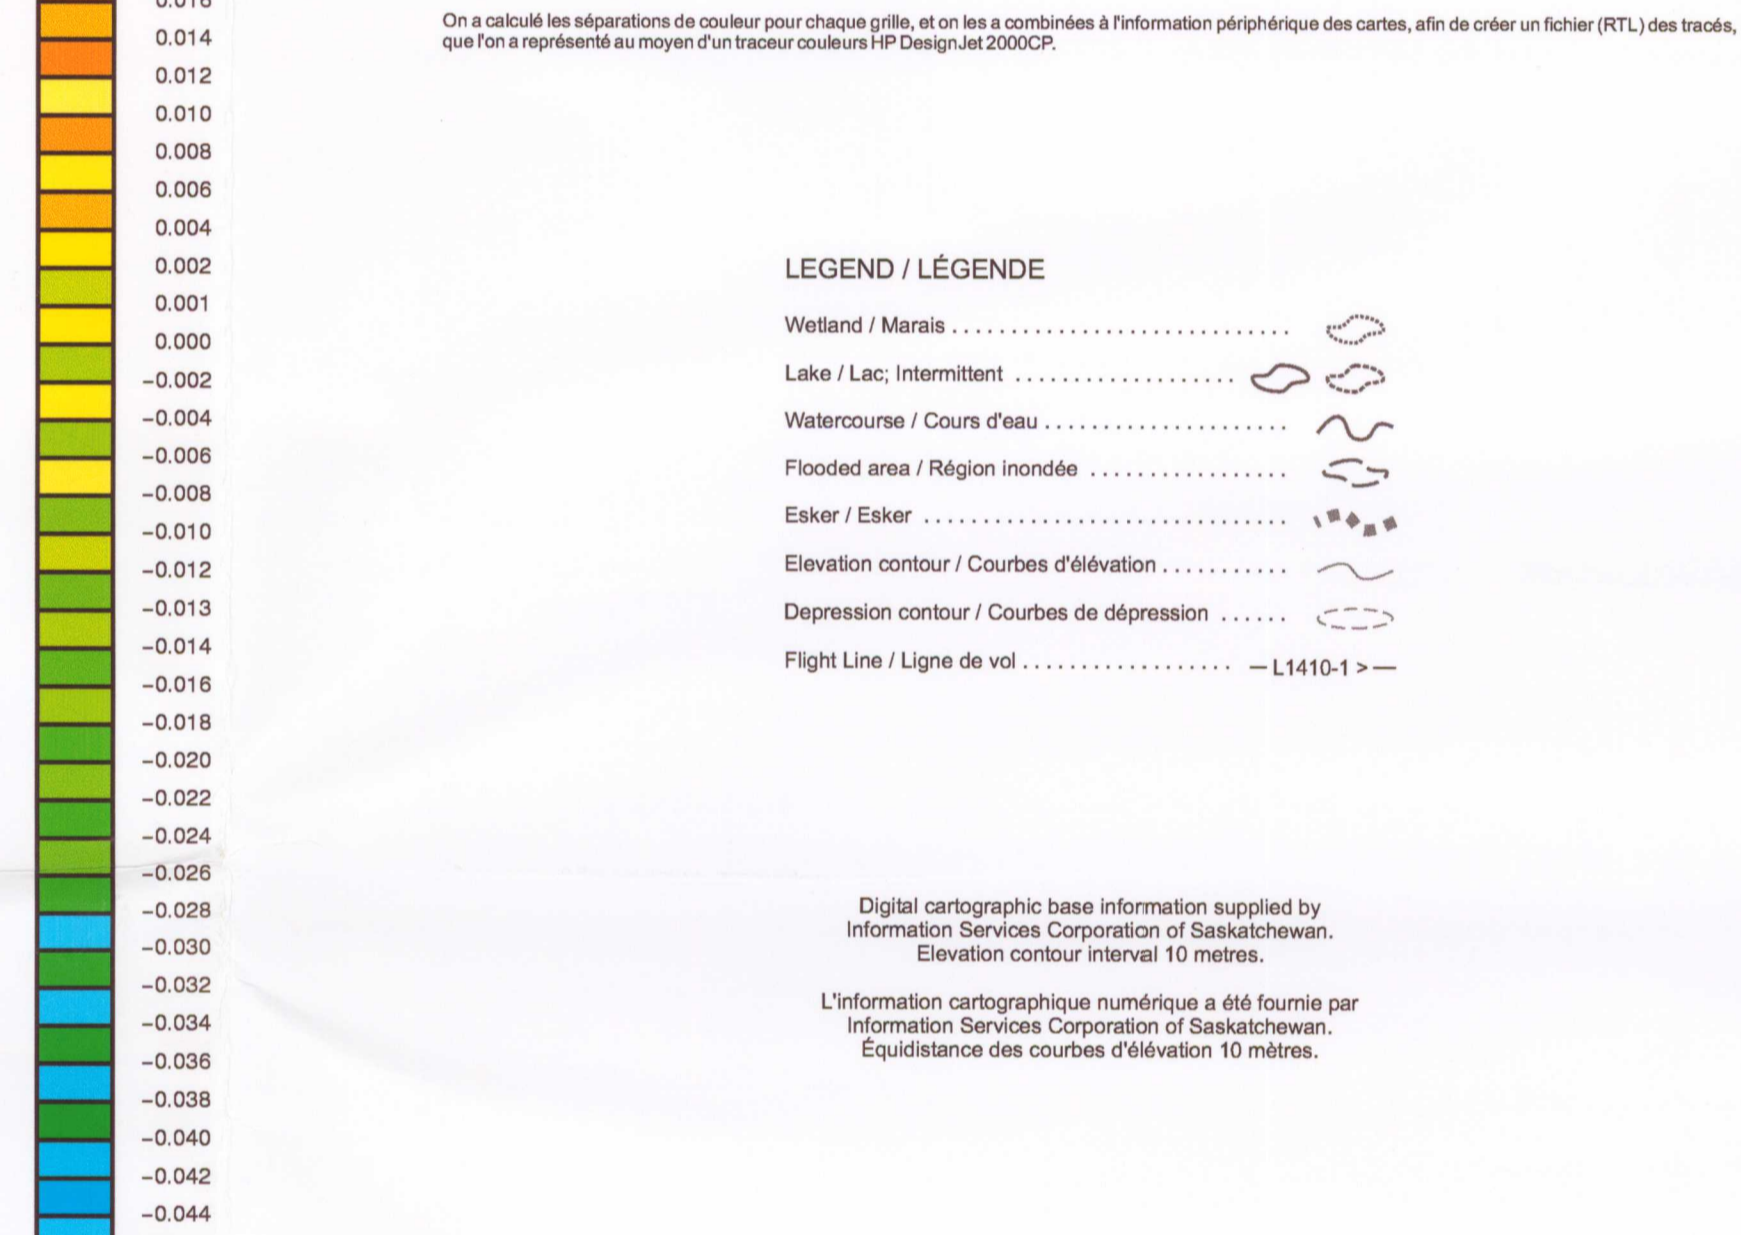 0.016
0.014
0.012
0.010
0.008
0.006
0.004
0.002
0.001
0.000
−0.002
−0.004
−0.006
−0.008
−0.010
−0.012
−0.013
−0.014
−0.016
−0.018
−0.020
−0.022
−0.024
−0.026
−0.028
−0.030
−0.032
−0.034
−0.036
−0.038
−0.040
−0.042
−0.044
On a calculé les séparations de couleur pour chaque grille, et on les a combinées à l'information périphérique des cartes, afin de créer un fichier (RTL) des tracés,
que l'on a représenté au moyen d'un traceur couleurs HP DesignJet 2000CP.
LEGEND / LÉGENDE
Wetland / Marais ............................
Lake / Lac; Intermittent ...................
Watercourse / Cours d'eau .....................
Flooded area / Région inondée .................
Esker / Esker ...............................
Elevation contour / Courbes d'élévation ...........
Depression contour / Courbes de dépression ......
Flight Line / Ligne de vol .................. — L1410-1 > —
Digital cartographic base information supplied by
Information Services Corporation of Saskatchewan.
Elevation contour interval 10 metres.
L'information cartographique numérique a été fournie par
Information Services Corporation of Saskatchewan.
Équidistance des courbes d'élévation 10 mètres.